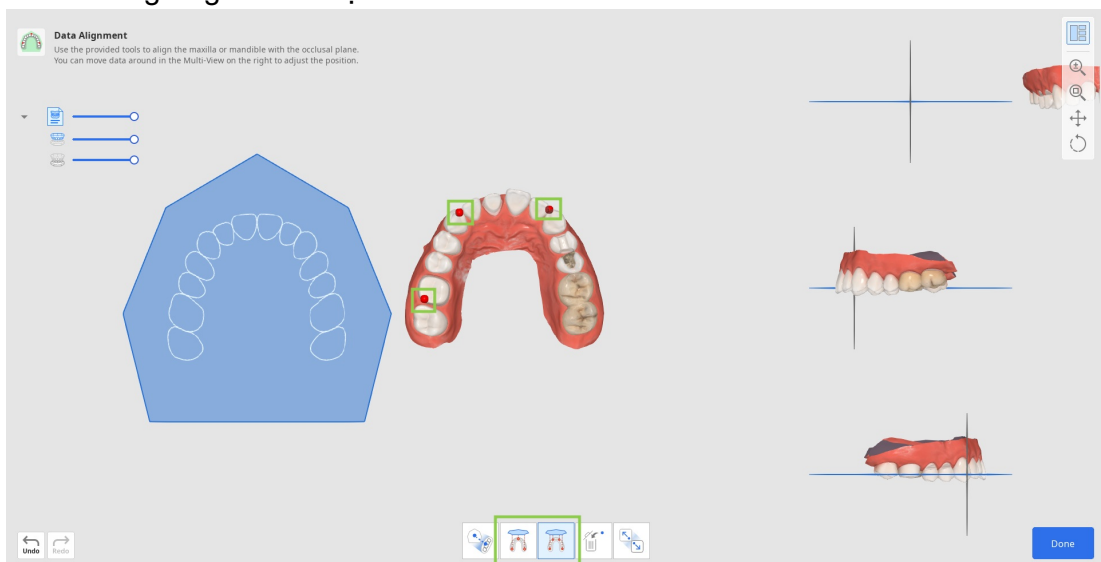 Data Alignment
Use the provided tools to align the maxilla or mandible with the occlusal plane.
You can move data around in the Multi-View on the right to adjust the position.
Undo
Redo
Done